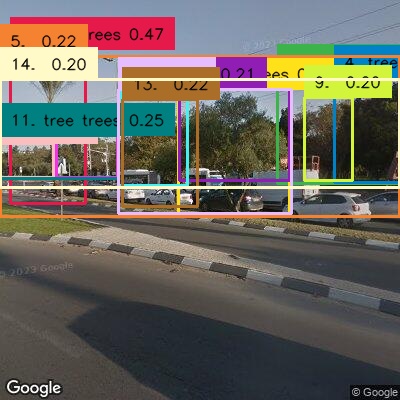 trees 0.47
5. 0.22
© 2023 Google
14. 0.20
4. tree
0.21
ees 0
13. 0.22
9. 0.20
11. tree trees 0.25
© 2023 Google
Google
© Google